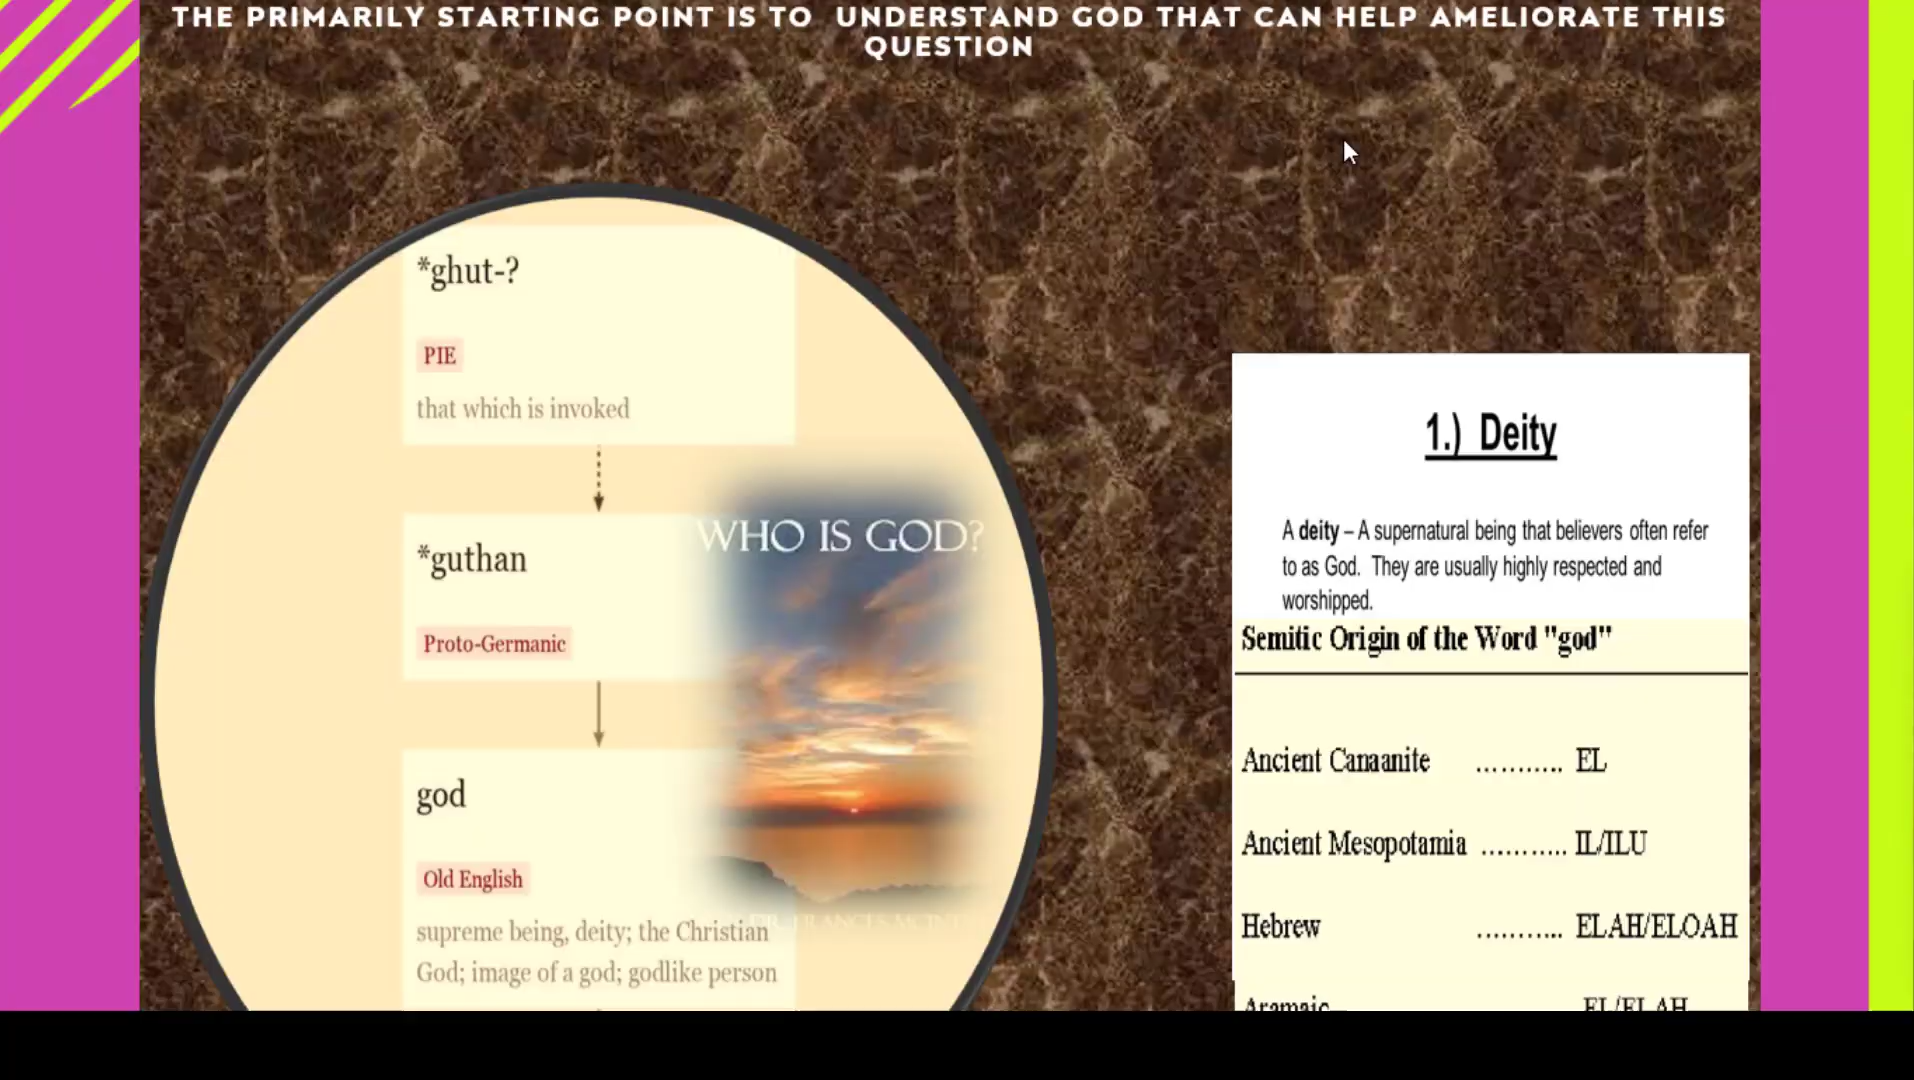 THE PRIMARILY STARTING POINT IS TO UNDERSTAND GOD THAT CAN HELP AMELIORATE THIS
QUESTION
*ghut-?
PIE
that which is invoked
*guthan
Proto-Germanic
god
Old English
supreme being, deity; the Christian
God; image of a god; godlike person
WHO IS GOD?
1.) Deity
A deity – A supernatural being that believers often refer
to as God. They are usually highly respected and
worshipped.
Semitic Origin of the Word "god"
Ancient Canaanite ........... EL
Ancient Mesopotamia ........... IL/ILU
Hebrew ........... ELAH/ELOAH
Aramaic EL/ELAH